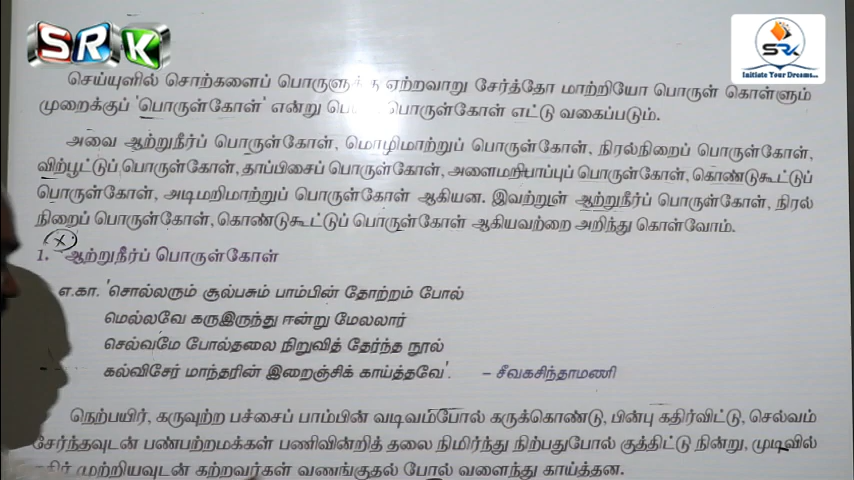 SRK
SRK
Initiate Your Dreams...
செய்யுளில் சொற்களைப் பொருளுக்கு ஏற்றவாறு சேர்த்தோ மாற்றியோ பொருள் கொள்ளும்
முறைக்குப் 'பொருள்கோள்' என்று பொருள்கோள் எட்டு வகைப்படும்.
அவை ஆற்றுநீர்ப் பொருள்கோள், மொழிமாற்றுப் பொருள்கோள், நிரல்நிறைப் பொருள்கோள்,
விற்பூட்டுப் பொருள்கோள், தாப்பிசைப் பொருள்கோள், அளைமறிபாப்புப் பொருள்கோள், கொண்டுகூட்டுப்
பொருள்கோள், அடிமறிமாற்றுப் பொருள்கோள் ஆகியன. இவற்றுள் ஆற்றுநீர்ப் பொருள்கோள், நிரல்
நிறைப் பொருள்கோள், கொண்டுகூட்டுப் பொருள்கோள் ஆகியவற்றை அறிந்து கொள்வோம்.
1. ஆற்றுநீர்ப் பொருள்கோள்
எ.கா. 'சொல்லரும் சூல்பசும் பாம்பின் தோற்றம் போல்
மெல்லவே கருஇருந்து ஈன்று மேலலார்
செல்வமே போல்தலை நிறுவித் தேர்ந்த நூல்
கல்விசேர் மாந்தரின் இறைஞ்சிக் காய்த்தவே'. – சீவகசிந்தாமணி
நெற்பயிர், கருவுற்ற பச்சைப் பாம்பின் வடிவம்போல் கருக்கொண்டு, பின்பு கதிர்விட்டு, செல்வம்
சேர்ந்தவுடன் பண்பற்றமக்கள் பணிவின்றித் தலை நிமிர்ந்து நிற்பதுபோல் குத்திட்டு நின்று, முடிவில்
முற்றியவுடன் கற்றவர்கள் வணங்குதல் போல் வளைந்து காய்த்தன.